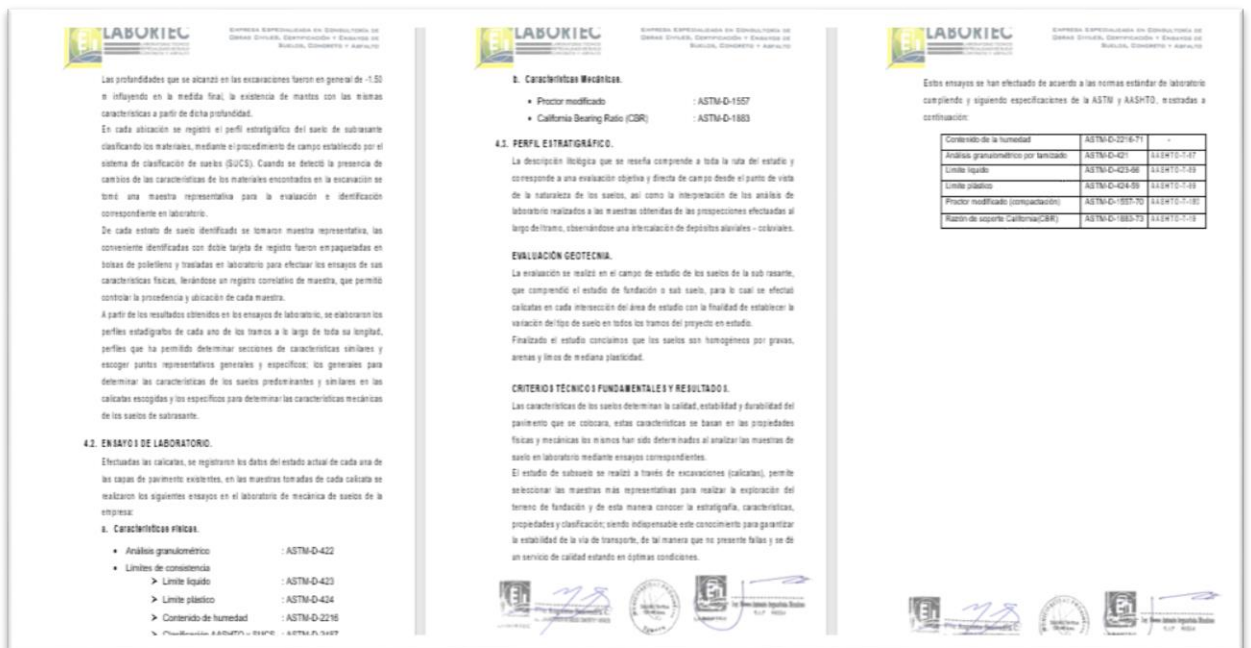 LABORTEC
EMPRESA ESPECIALIZADA EN CONSULTORÍA DE
OBRAS CIVILES, CERTIFICACIÓN Y ENSAYOS DE
SUELOS, CONCRETO Y ASFALTO
Las profundidades que se alcanzó en las excavaciones fueron en general de -1.50
m influyendo en la medida final, la existencia de mantos con las mismas
características a partir de dicha profundidad.
En cada ubicación se registró el perfil estratigráfico del suelo de subrasante
clasificando los materiales, mediante el procedimiento de campo establecido por el
sistema de clasificación de suelos (SUCS). Cuando se detectó la presencia de
cambios de las características de los materiales encontrados en la excavación se
tomó una muestra representativa para la evaluación e identificación
correspondiente en laboratorio.
De cada estrato de suelo identificado se tomaron muestra representativa, las
conveniente identificadas con doble tarjeta de registro fueron empaquetadas en
bolsas de polietileno y trasladas en laboratorio para efectuar los ensayos de sus
características físicas, llevándose un registro correlativo de muestra, que permitió
controlar la procedencia y ubicación de cada muestra.
A partir de los resultados obtenidos en los ensayos de laboratorio, se elaboraron los
perfiles estadígrafos de cada uno de los tramos a lo largo de toda su longitud,
perfiles que ha permitido determinar secciones de características similares y
escoger puntos representativos generales y específicos; los generales para
determinar las características de los suelos predominantes y similares en las
calicatas escogidas y los específicos para determinar las características mecánicas
de los suelos de subrasante.
4.2. ENSAYOS DE LABORATORIO.
Efectuadas las calicatas, se registraron los datos del estado actual de cada una de
las capas de pavimento existentes, en las muestras tomadas de cada calicata se
realizaron los siguientes ensayos en el laboratorio de mecánica de suelos de la
empresa:
a. Características Físicas.
• Análisis granulométrico : ASTM-D-422
• Límites de consistencia
➤ Límite líquido : ASTM-D-423
➤ Límite plástico : ASTM-D-424
➤ Contenido de humedad : ASTM-D-2216
➤ Clasificación AASHTO – SUCS : ASTM-D-2487
LABORTEC
EMPRESA ESPECIALIZADA EN CONSULTORÍA DE
OBRAS CIVILES, CERTIFICACIÓN Y ENSAYOS DE
SUELOS, CONCRETO Y ASFALTO
b. Características Mecánicas.
• Proctor modificado : ASTM-D-1557
• California Bearing Ratio (CBR) : ASTM-D-1883
4.3. PERFIL ESTRATIGRÁFICO.
La descripción litológica que se reseña comprende a toda la ruta del estudio y
corresponde a una evaluación objetiva y directa de campo desde el punto de vista
de la naturaleza de los suelos, así como la interpretación de los análisis de
laboratorio realizados a las muestras obtenidas de las prospecciones efectuadas al
largo de tramo, observándose una intercalación de depósitos aluviales – coluviales.
EVALUACIÓN GEOTECNIA.
La evaluación se realizó en el campo de estudio de los suelos de la sub rasante,
que comprendió el estudio de fundación o sub suelo, para lo cual se efectuó
calicatas en cada intersección del área de estudio con la finalidad de establecer la
variación del tipo de suelo en todos los tramos del proyecto en estudio.
Finalizado el estudio concluimos que los suelos son homogéneos por gravas,
arenas y limos de mediana plasticidad.
CRITERIOS TÉCNICOS FUNDAMENTALES Y RESULTADOS.
Las características de los suelos determinan la calidad, estabilidad y durabilidad del
pavimento que se colocara, estas características se basan en las propiedades
físicas y mecánicas los mismos han sido determinados al analizar las muestras de
suelo en laboratorio mediante ensayos correspondientes.
El estudio de subsuelo se realizó a través de excavaciones (calicatas), permite
seleccionar las muestras más representativas para realizar la exploración del
terreno de fundación y de esta manera conocer la estratigrafía, características,
propiedades y clasificación; siendo indispensable este conocimiento para garantizar
la estabilidad de la vía de transporte, de tal manera que no presente fallas y se dé
un servicio de calidad estando en óptimas condiciones.
LABORTEC
EMPRESA ESPECIALIZADA EN CONSULTORÍA DE
OBRAS CIVILES, CERTIFICACIÓN Y ENSAYOS DE
SUELOS, CONCRETO Y ASFALTO
Estos ensayos se han efectuado de acuerdo a las normas estándar de laboratorio
cumpliendo y siguiendo especificaciones de la ASTM y AASHTO, mostradas a
continuación:
Contenido de la humedad ASTM-D-2216-71 -
Análisis granulométrico por tamizado ASTM-D-421 AASHTO-T-87
Límite líquido ASTM-D-423-66 AASHTO-T-89
Límite plástico ASTM-D-424-59 AASHTO-T-89
Proctor modificado (compactación) ASTM-D-1557-70 AASHTO-T-180
Razón de soporte California(CBR) ASTM-D-1883-73 AASHTO-T-19